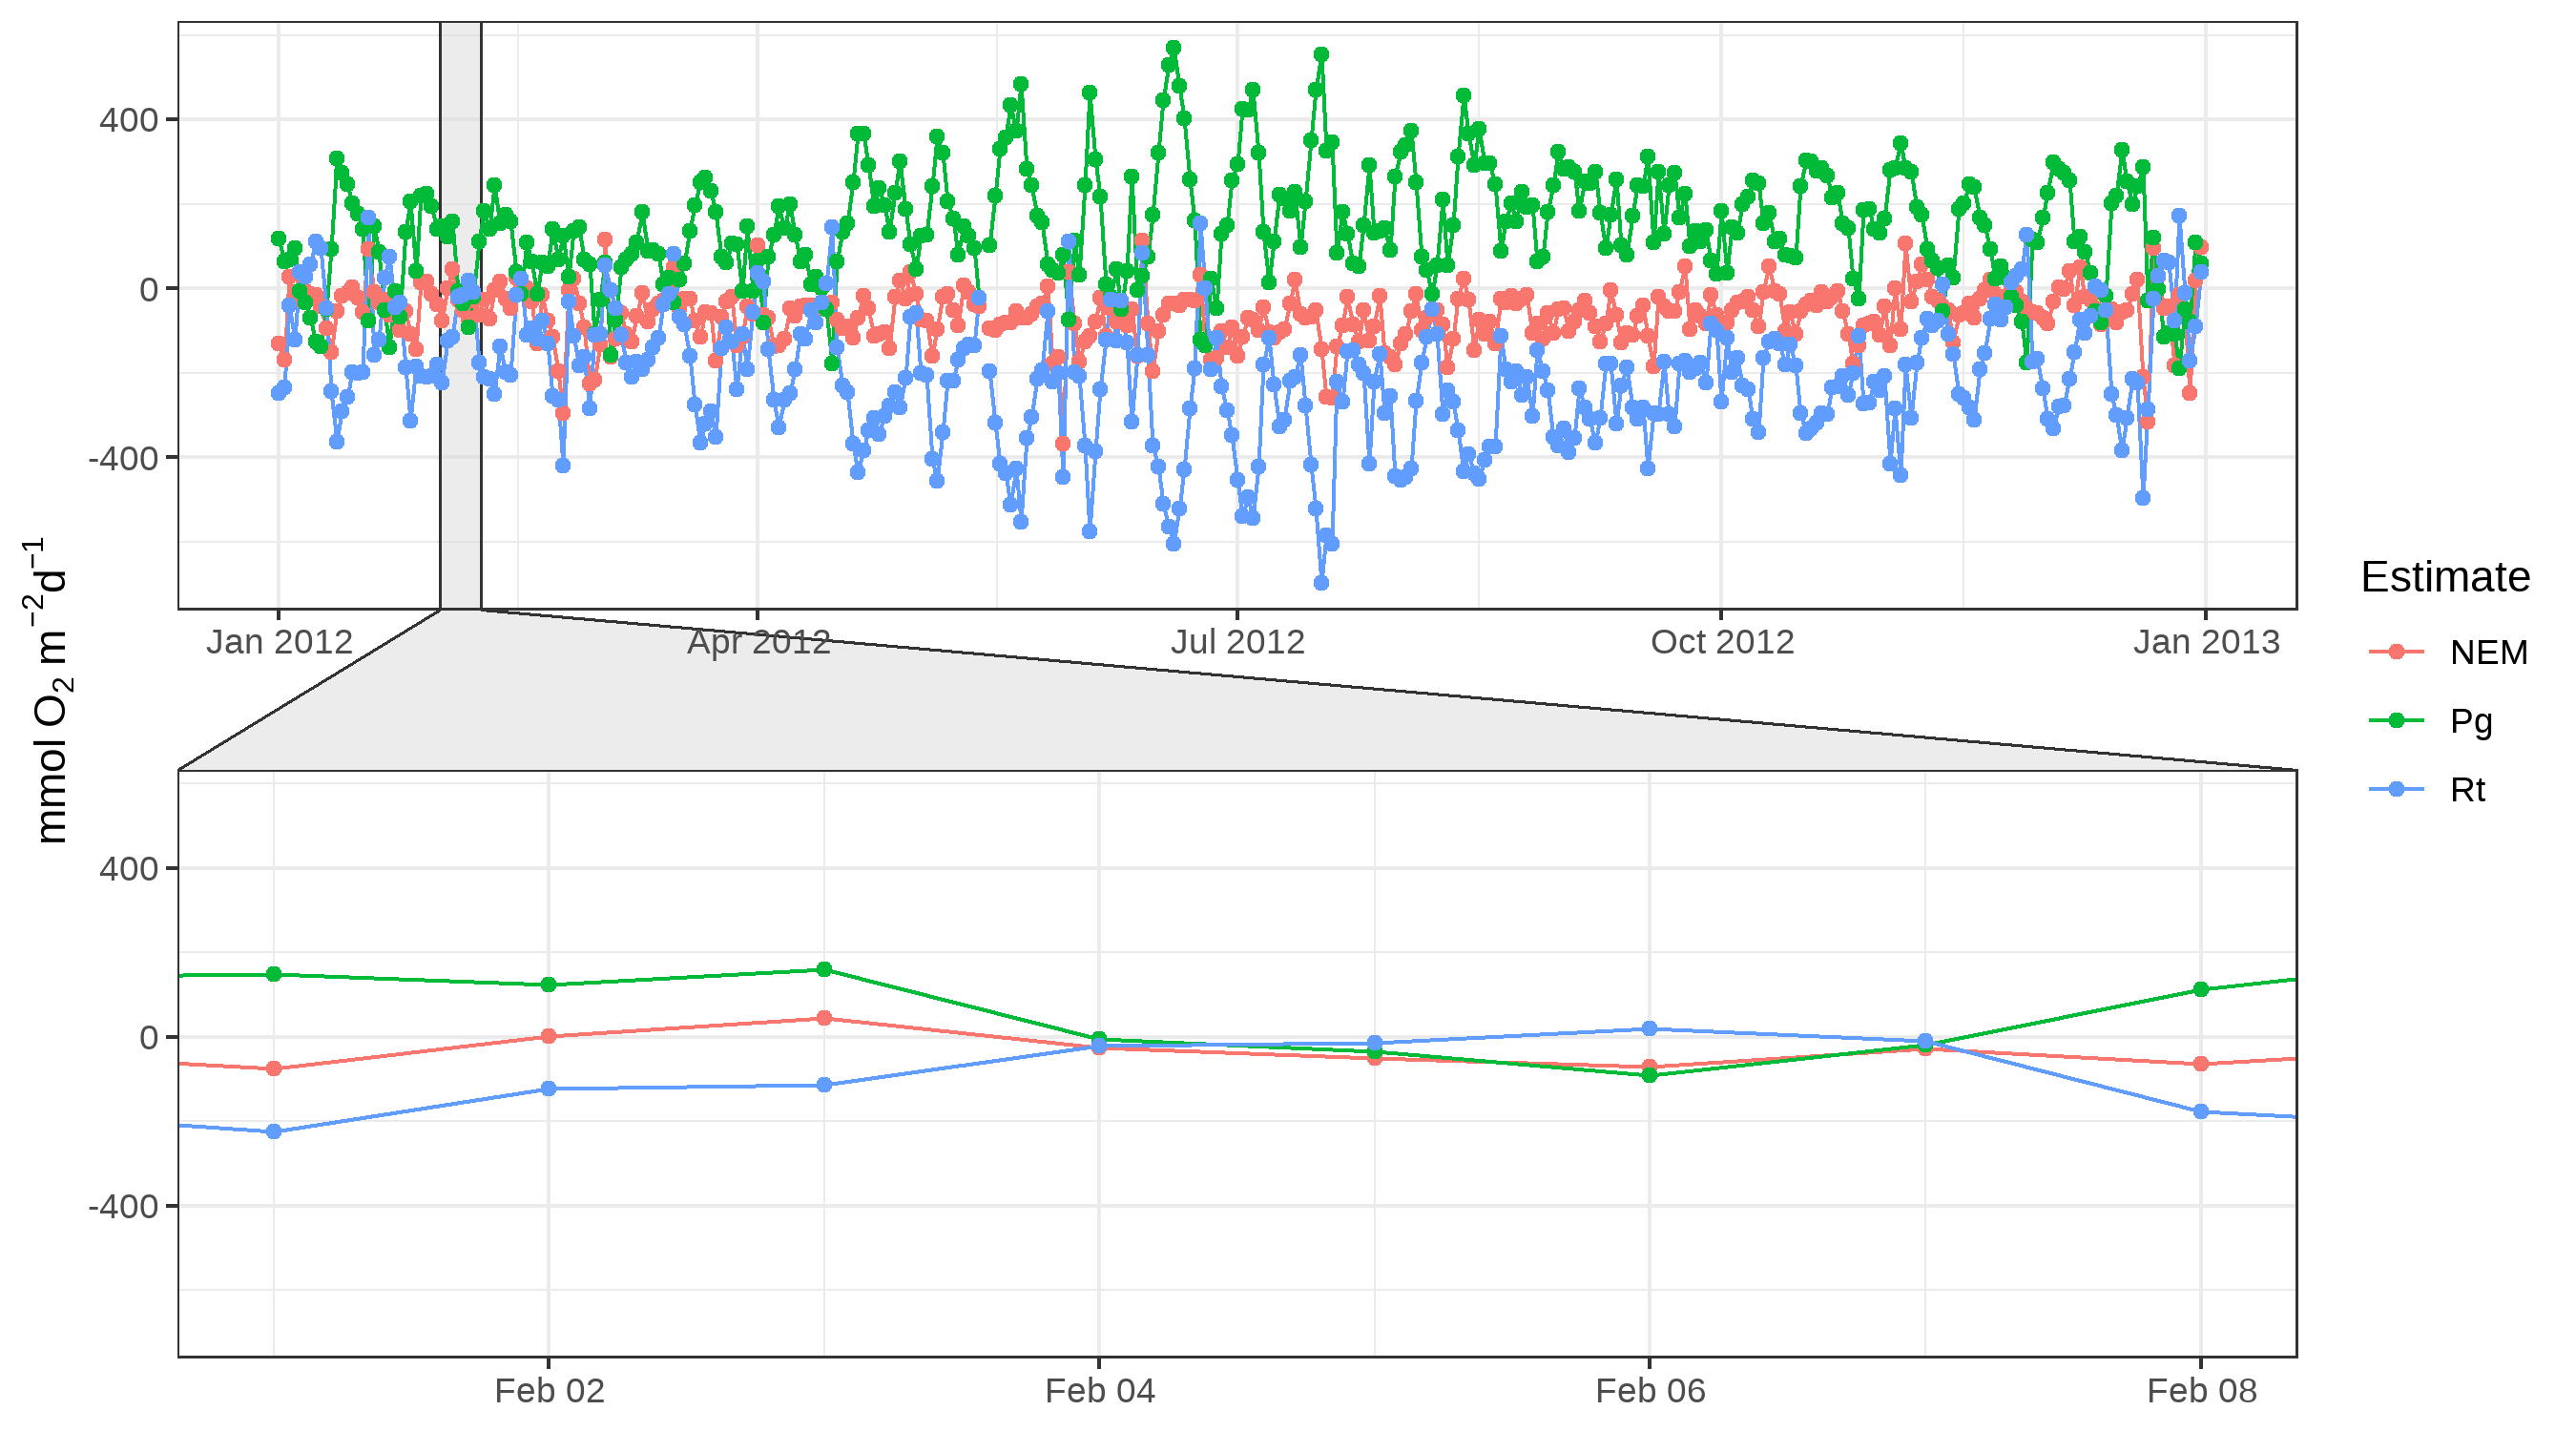 400
0
-400
Jan 2012
Apr 2012
Jul 2012
Oct 2012
Jan 2013
mmol O₂ m⁻²d⁻¹
400
0
-400
Feb 02
Feb 04
Feb 06
Feb 08
Estimate
NEM
Pg
Rt